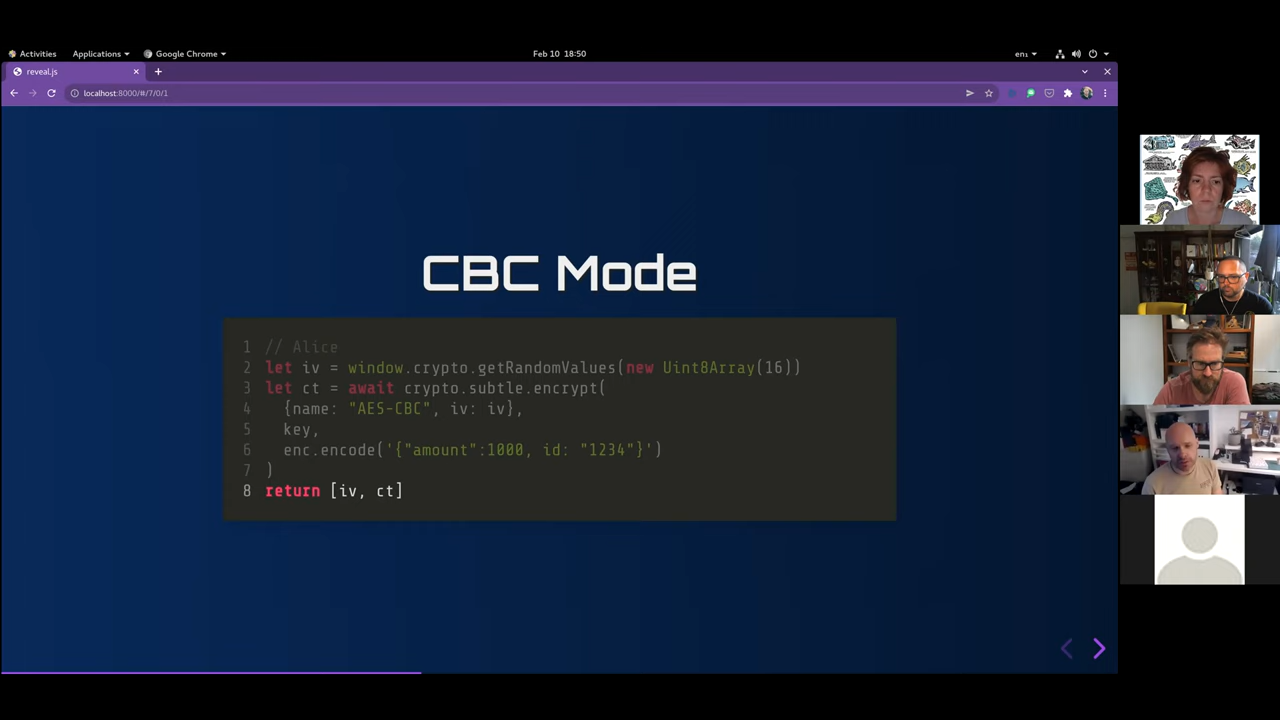 Activities
Applications
Google Chrome
Feb 10 18:50
en₁
reveal.js
localhost:8000/#/7/0/1
CBC Mode
1 // Alice
2 let iv = window.crypto.getRandomValues(new Uint8Array(16))
3 let ct = await crypto.subtle.encrypt(
4 {name: "AES-CBC", iv: iv},
5 key,
6 enc.encode('{"amount":1000, id: "1234"}')
7 )
8 return [iv, ct]